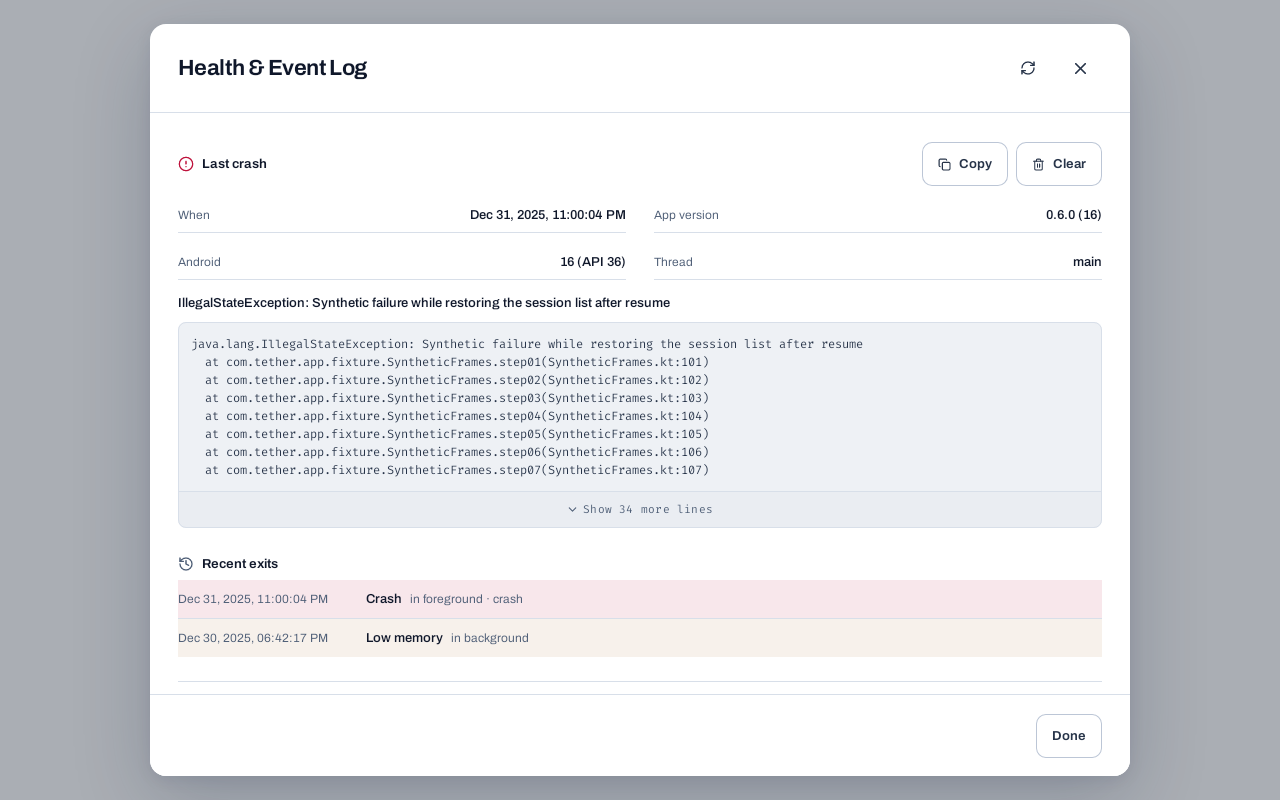 Health & Event Log
Last crash
Copy
Clear
When
Dec 31, 2025, 11:00:04 PM
App version
0.6.0 (16)
Android
16 (API 36)
Thread
main
IllegalStateException: Synthetic failure while restoring the session list after resume
java.lang.IllegalStateException: Synthetic failure while restoring the session list after resume
at com.tether.app.fixture.SyntheticFrames.step01(SyntheticFrames.kt:101)
at com.tether.app.fixture.SyntheticFrames.step02(SyntheticFrames.kt:102)
at com.tether.app.fixture.SyntheticFrames.step03(SyntheticFrames.kt:103)
at com.tether.app.fixture.SyntheticFrames.step04(SyntheticFrames.kt:104)
at com.tether.app.fixture.SyntheticFrames.step05(SyntheticFrames.kt:105)
at com.tether.app.fixture.SyntheticFrames.step06(SyntheticFrames.kt:106)
at com.tether.app.fixture.SyntheticFrames.step07(SyntheticFrames.kt:107)
Show 34 more lines
Recent exits
Dec 31, 2025, 11:00:04 PM Crash in foreground · crash
Dec 30, 2025, 06:42:17 PM Low memory in background
Done